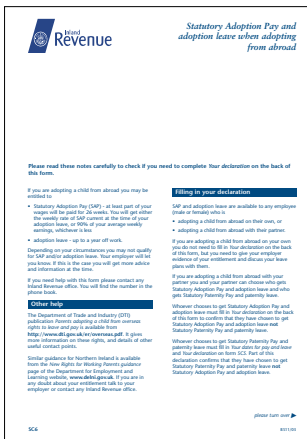 Inland
Revenue
Statutory Adoption Pay and
adoption leave when adopting
from abroad
Please read these notes carefully to check if you need to complete Your declaration on the back of
this form.
If you are adopting a child from abroad you may be
entitled to
• Statutory Adoption Pay (SAP) - at least part of your
wages will be paid for 26 weeks. You will get either
the weekly rate of SAP current at the time of your
adoption leave, or 90% of your average weekly
earnings, whichever is less
• adoption leave - up to a year off work.
Depending on your circumstances you may not qualify
for SAP and/or adoption leave. Your employer will let
you know. If this is the case you will get more advice
and information at the time.
If you need help with this form please contact any
Inland Revenue office. You will find the number in the
phone book.
Other help
The Department of Trade and Industry (DTI)
publication Parents adopting a child from overseas
rights to leave and pay is available from
http://www.dti.gov.uk/er/overseas.pdf. It gives
more information on these rights, and details of other
useful contact points.
Similar guidance for Northern Ireland is available
from the New Rights for Working Parents guidance
page of the Department for Employment and
Learning website, www.delni.gov.uk. If you are in
any doubt about your entitlement talk to your
employer or contact any Inland Revenue office.
Filling in your declaration
SAP and adoption leave are available to any employee
(male or female) who is
• adopting a child from abroad on their own, or
• adopting a child from abroad with their partner.
If you are adopting a child from abroad on your own
you do not need to fill in Your declaration on the back
of this form, but you need to give your employer
evidence of your entitlement and discuss your leave
plans with them.
If you are adopting a child from abroad with your
partner you and your partner can choose who gets
Statutory Adoption Pay and adoption leave and who
gets Statutory Paternity Pay and paternity leave.
Whoever chooses to get Statutory Adoption Pay and
adoption leave must fill in Your declaration on the back
of this form to confirm that they have chosen to get
Statutory Adoption Pay and adoption leave not
Statutory Paternity Pay and paternity leave.
Whoever chooses to get Statutory Paternity Pay and
paternity leave must fill in Your dates for pay and leave
and Your declaration on form SC5. Part of this
declaration confirms that they have chosen to get
Statutory Paternity Pay and paternity leave not
Statutory Adoption Pay and adoption leave.
please turn over
SC6